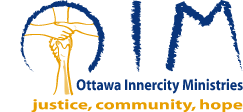 OIM
Ottawa Innercity Ministries
justice, community, hope